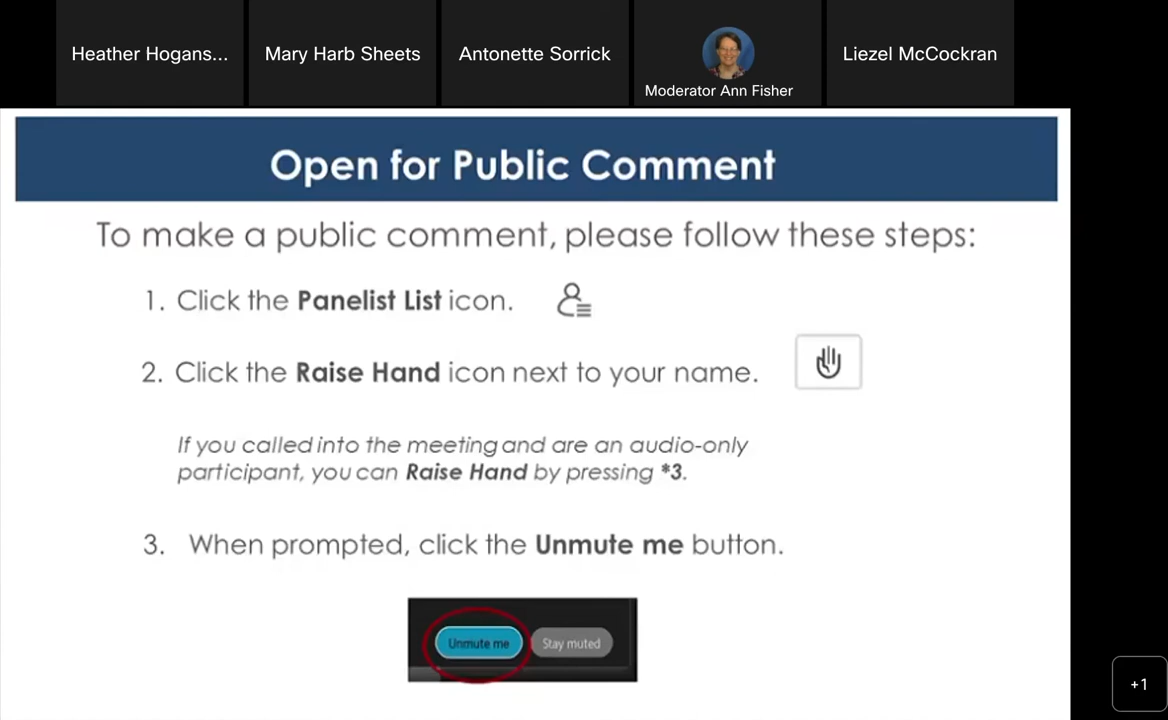 Heather Hogans...
Mary Harb Sheets
Antonette Sorrick
Moderator Ann Fisher
Liezel McCockran
Open for Public Comment
To make a public comment, please follow these steps:
1. Click the Panelist List icon.
2. Click the Raise Hand icon next to your name.
If you called into the meeting and are an audio-only
participant, you can Raise Hand by pressing *3.
3. When prompted, click the Unmute me button.
Unmute me
Stay muted
+1